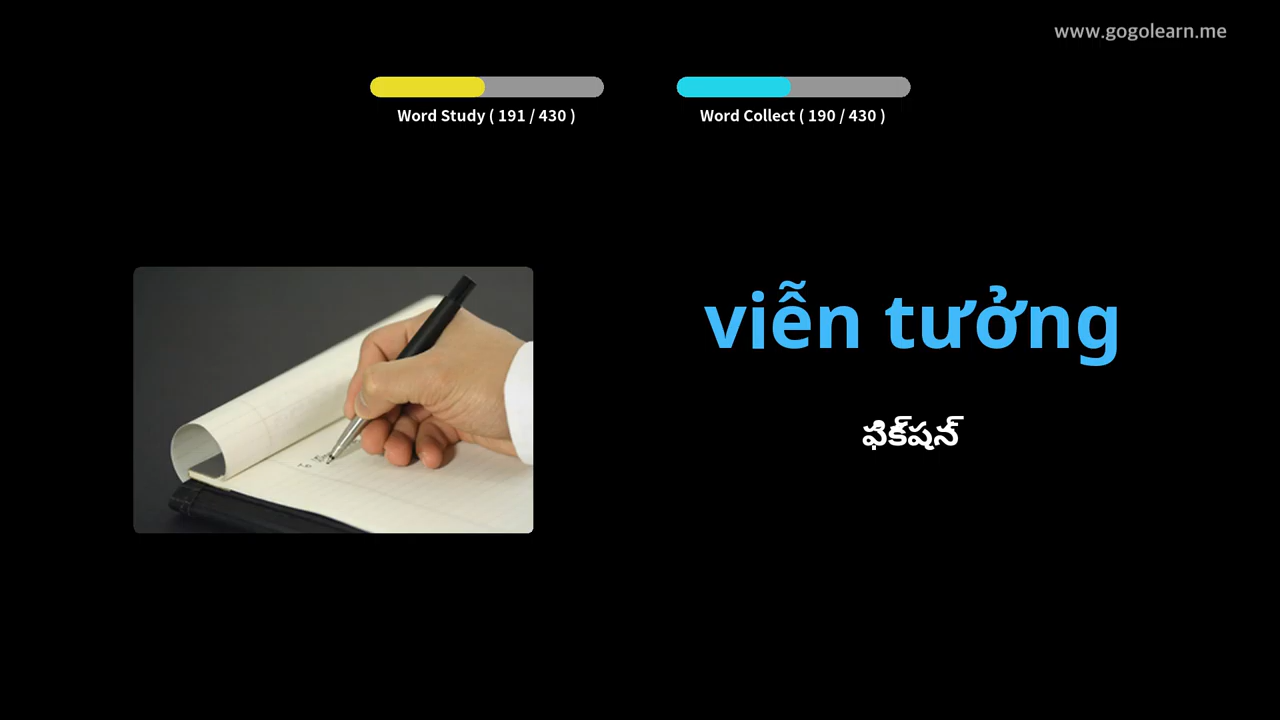 www.gogolearn.me
Word Study ( 191 / 430 )
Word Collect ( 190 / 430 )
viễn tưởng
ఫిక్షన్